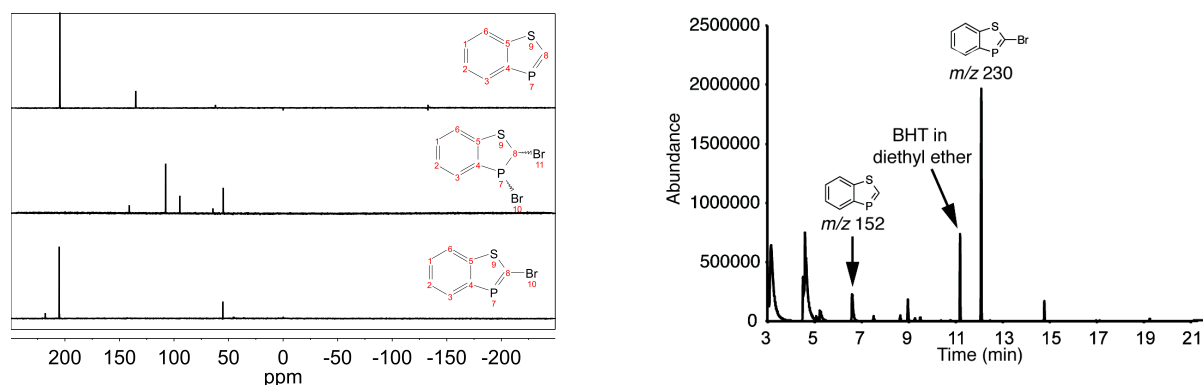 S
6
5
9
1
8
2
4
P
3
7
S
6
5
9
1
8
Br
11
2
4
P
3
7
Br
10
S
6
5
9
1
8
Br
10
2
4
P
3
7
200 150 100 50 0 -50 -100 -150 -200
ppm
2500000
2000000
1500000
1000000
500000
0
Abundance
S
P
Br
m/z 230
BHT in
diethyl ether
S
P
m/z 152
3 5 7 9 11 13 15 17 19 21
Time (min)